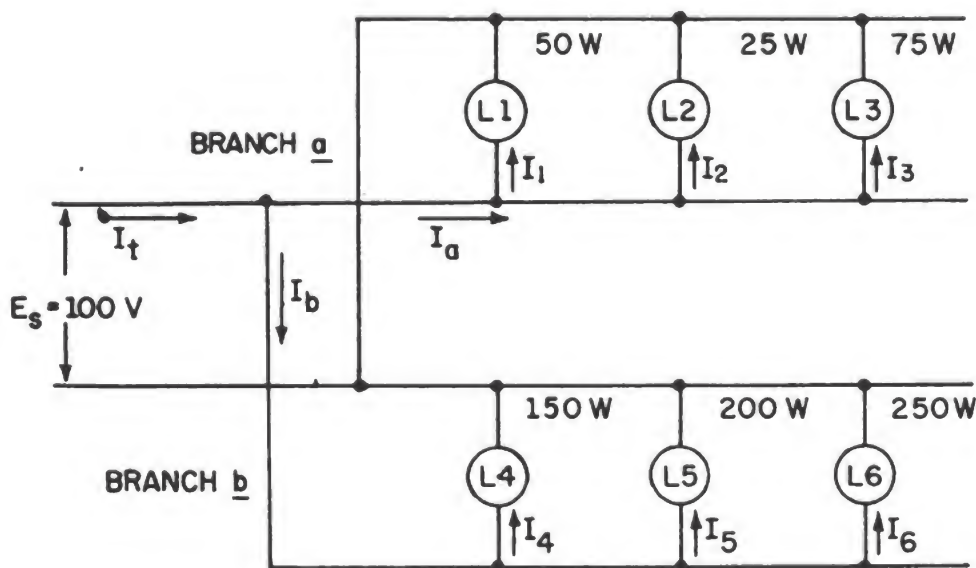 50 W 25 W 75 W
L1 L2 L3
BRANCH a
I1 I2 I3
It Ia
Ib
Es = 100 V
150 W 200 W 250 W
L4 L5 L6
BRANCH b
I4 I5 I6